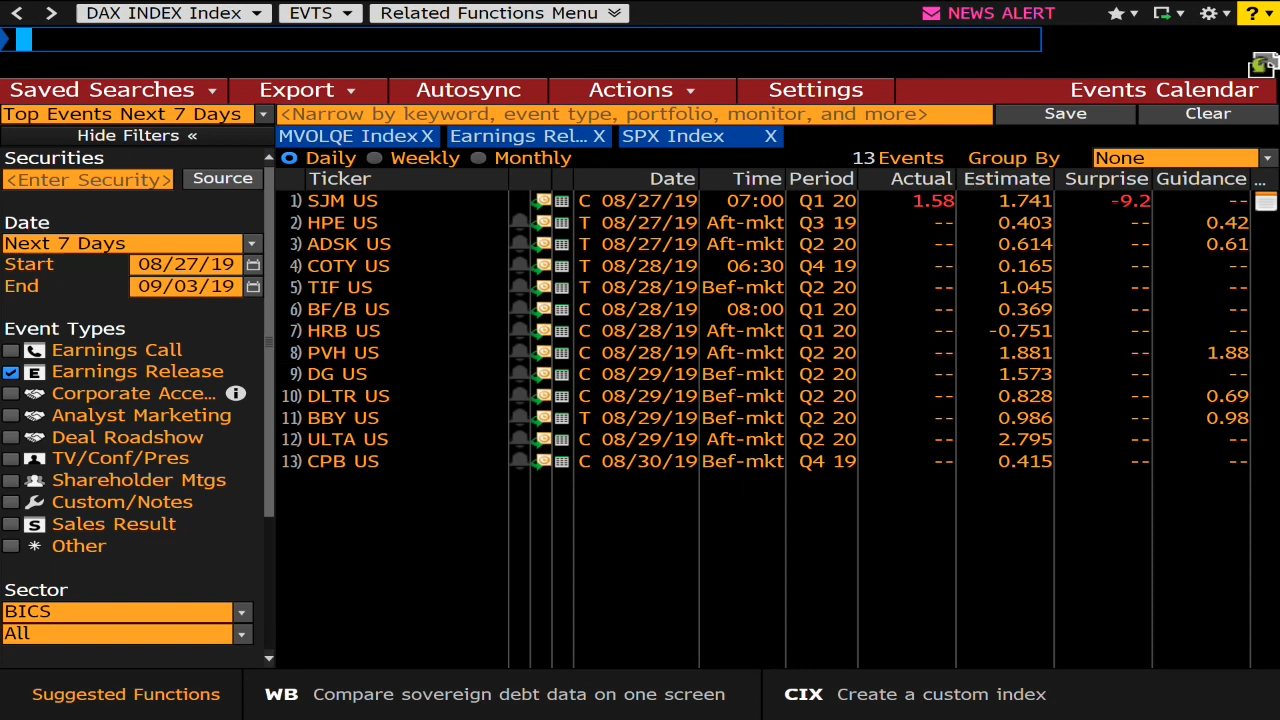 DAX INDEX Index EVTS Related Functions Menu NEWS ALERT ?
Saved Searches Export Autosync Actions Settings Events Calendar
Top Events Next 7 Days <Narrow by keyword, event type, portfolio, monitor, and more> Save Clear
Hide Filters « MVOLQE Index X Earnings Rel... X SPX Index X
Securities Daily Weekly Monthly 13 Events Group By None
<Enter Security> Source Ticker Date Time Period Actual Estimate Surprise Guidance ...
1) SJM US C 08/27/19 07:00 Q1 20 1.58 1.741 -9.2 --
Date 2) HPE US T 08/27/19 Aft-mkt Q3 19 -- 0.403 -- 0.42
Next 7 Days 3) ADSK US T 08/27/19 Aft-mkt Q2 20 -- 0.614 -- 0.61
Start 08/27/19 4) COTY US T 08/28/19 06:30 Q4 19 -- 0.165 -- --
End 09/03/19 5) TIF US T 08/28/19 Bef-mkt Q2 20 -- 1.045 -- --
6) BF/B US C 08/28/19 08:00 Q1 20 -- 0.369 -- --
Event Types 7) HRB US C 08/28/19 Aft-mkt Q1 20 -- -0.751 -- --
Earnings Call 8) PVH US C 08/28/19 Aft-mkt Q2 20 -- 1.881 -- 1.88
E Earnings Release 9) DG US C 08/29/19 Bef-mkt Q2 20 -- 1.573 -- --
Corporate Acce... i 10) DLTR US C 08/29/19 Bef-mkt Q2 20 -- 0.828 -- 0.69
Analyst Marketing 11) BBY US T 08/29/19 Bef-mkt Q2 20 -- 0.986 -- 0.98
Deal Roadshow 12) ULTA US C 08/29/19 Aft-mkt Q2 20 -- 2.795 -- --
TV/Conf/Pres 13) CPB US C 08/30/19 Bef-mkt Q4 19 -- 0.415 -- --
Shareholder Mtgs
Custom/Notes
S Sales Result
Other
Sector
BICS
All
Suggested Functions WB Compare sovereign debt data on one screen CIX Create a custom index